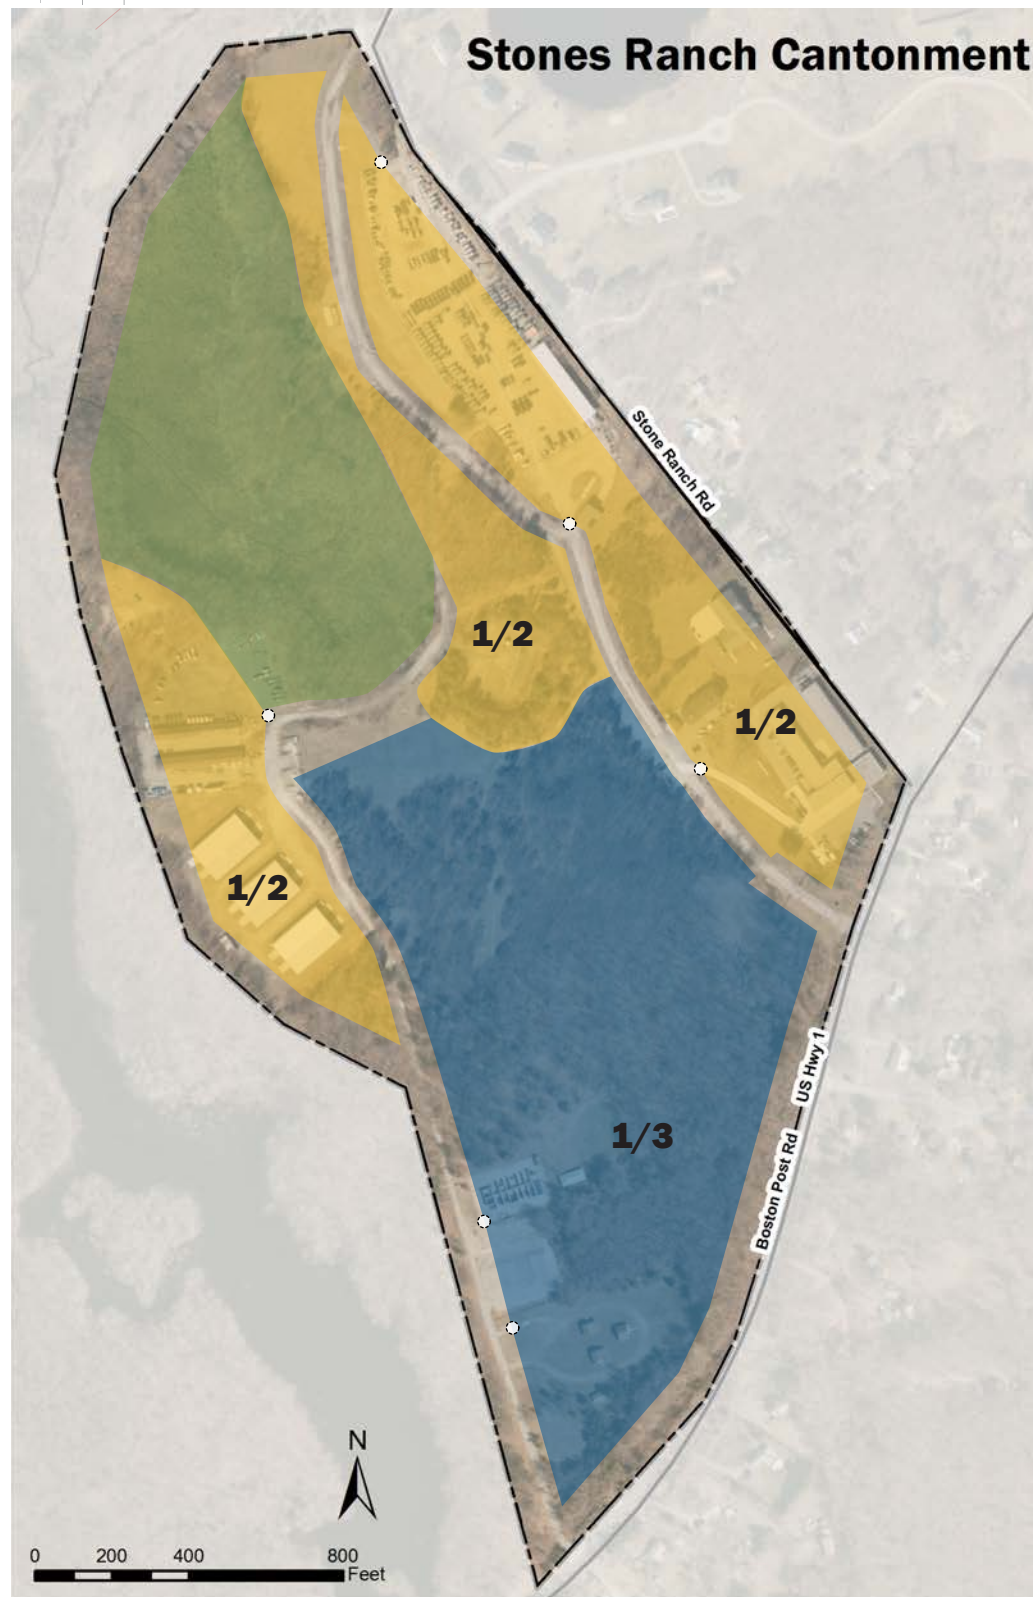 Stones Ranch Cantonment
Stone Ranch Rd
1/2
1/2
1/2
US Hwy 1
1/3
Boston Post Rd
N
0 200 400 800
Feet